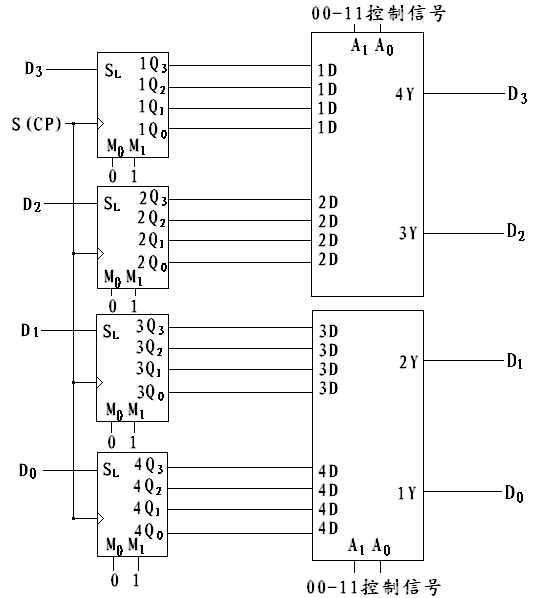 00-11控制信号
A1 A0
D3 SL 1Q3 1D 4Y D3
1Q2 1D
1Q1 1D
S(CP) 1Q0 1D
M0 M1
0 1
D2 SL 2Q3 2D
2Q2 2D 3Y D2
2Q1 2D
2Q0 2D
M0 M1
0 1
D1 SL 3Q3 3D
3Q2 3D 2Y D1
3Q1 3D
3Q0 3D
M0 M1
0 1
D0 SL 4Q3 4D
4Q2 4D 1Y D0
4Q1 4D
4Q0 4D
M0 M1 A1 A0
0 1 00-11控制信号